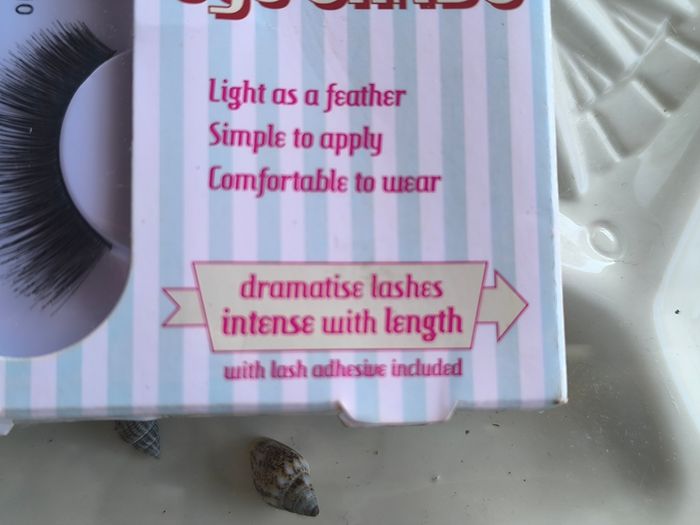 Light as a feather
Simple to apply
Comfortable to wear
dramatise lashes
intense with length
with lash adhesive included